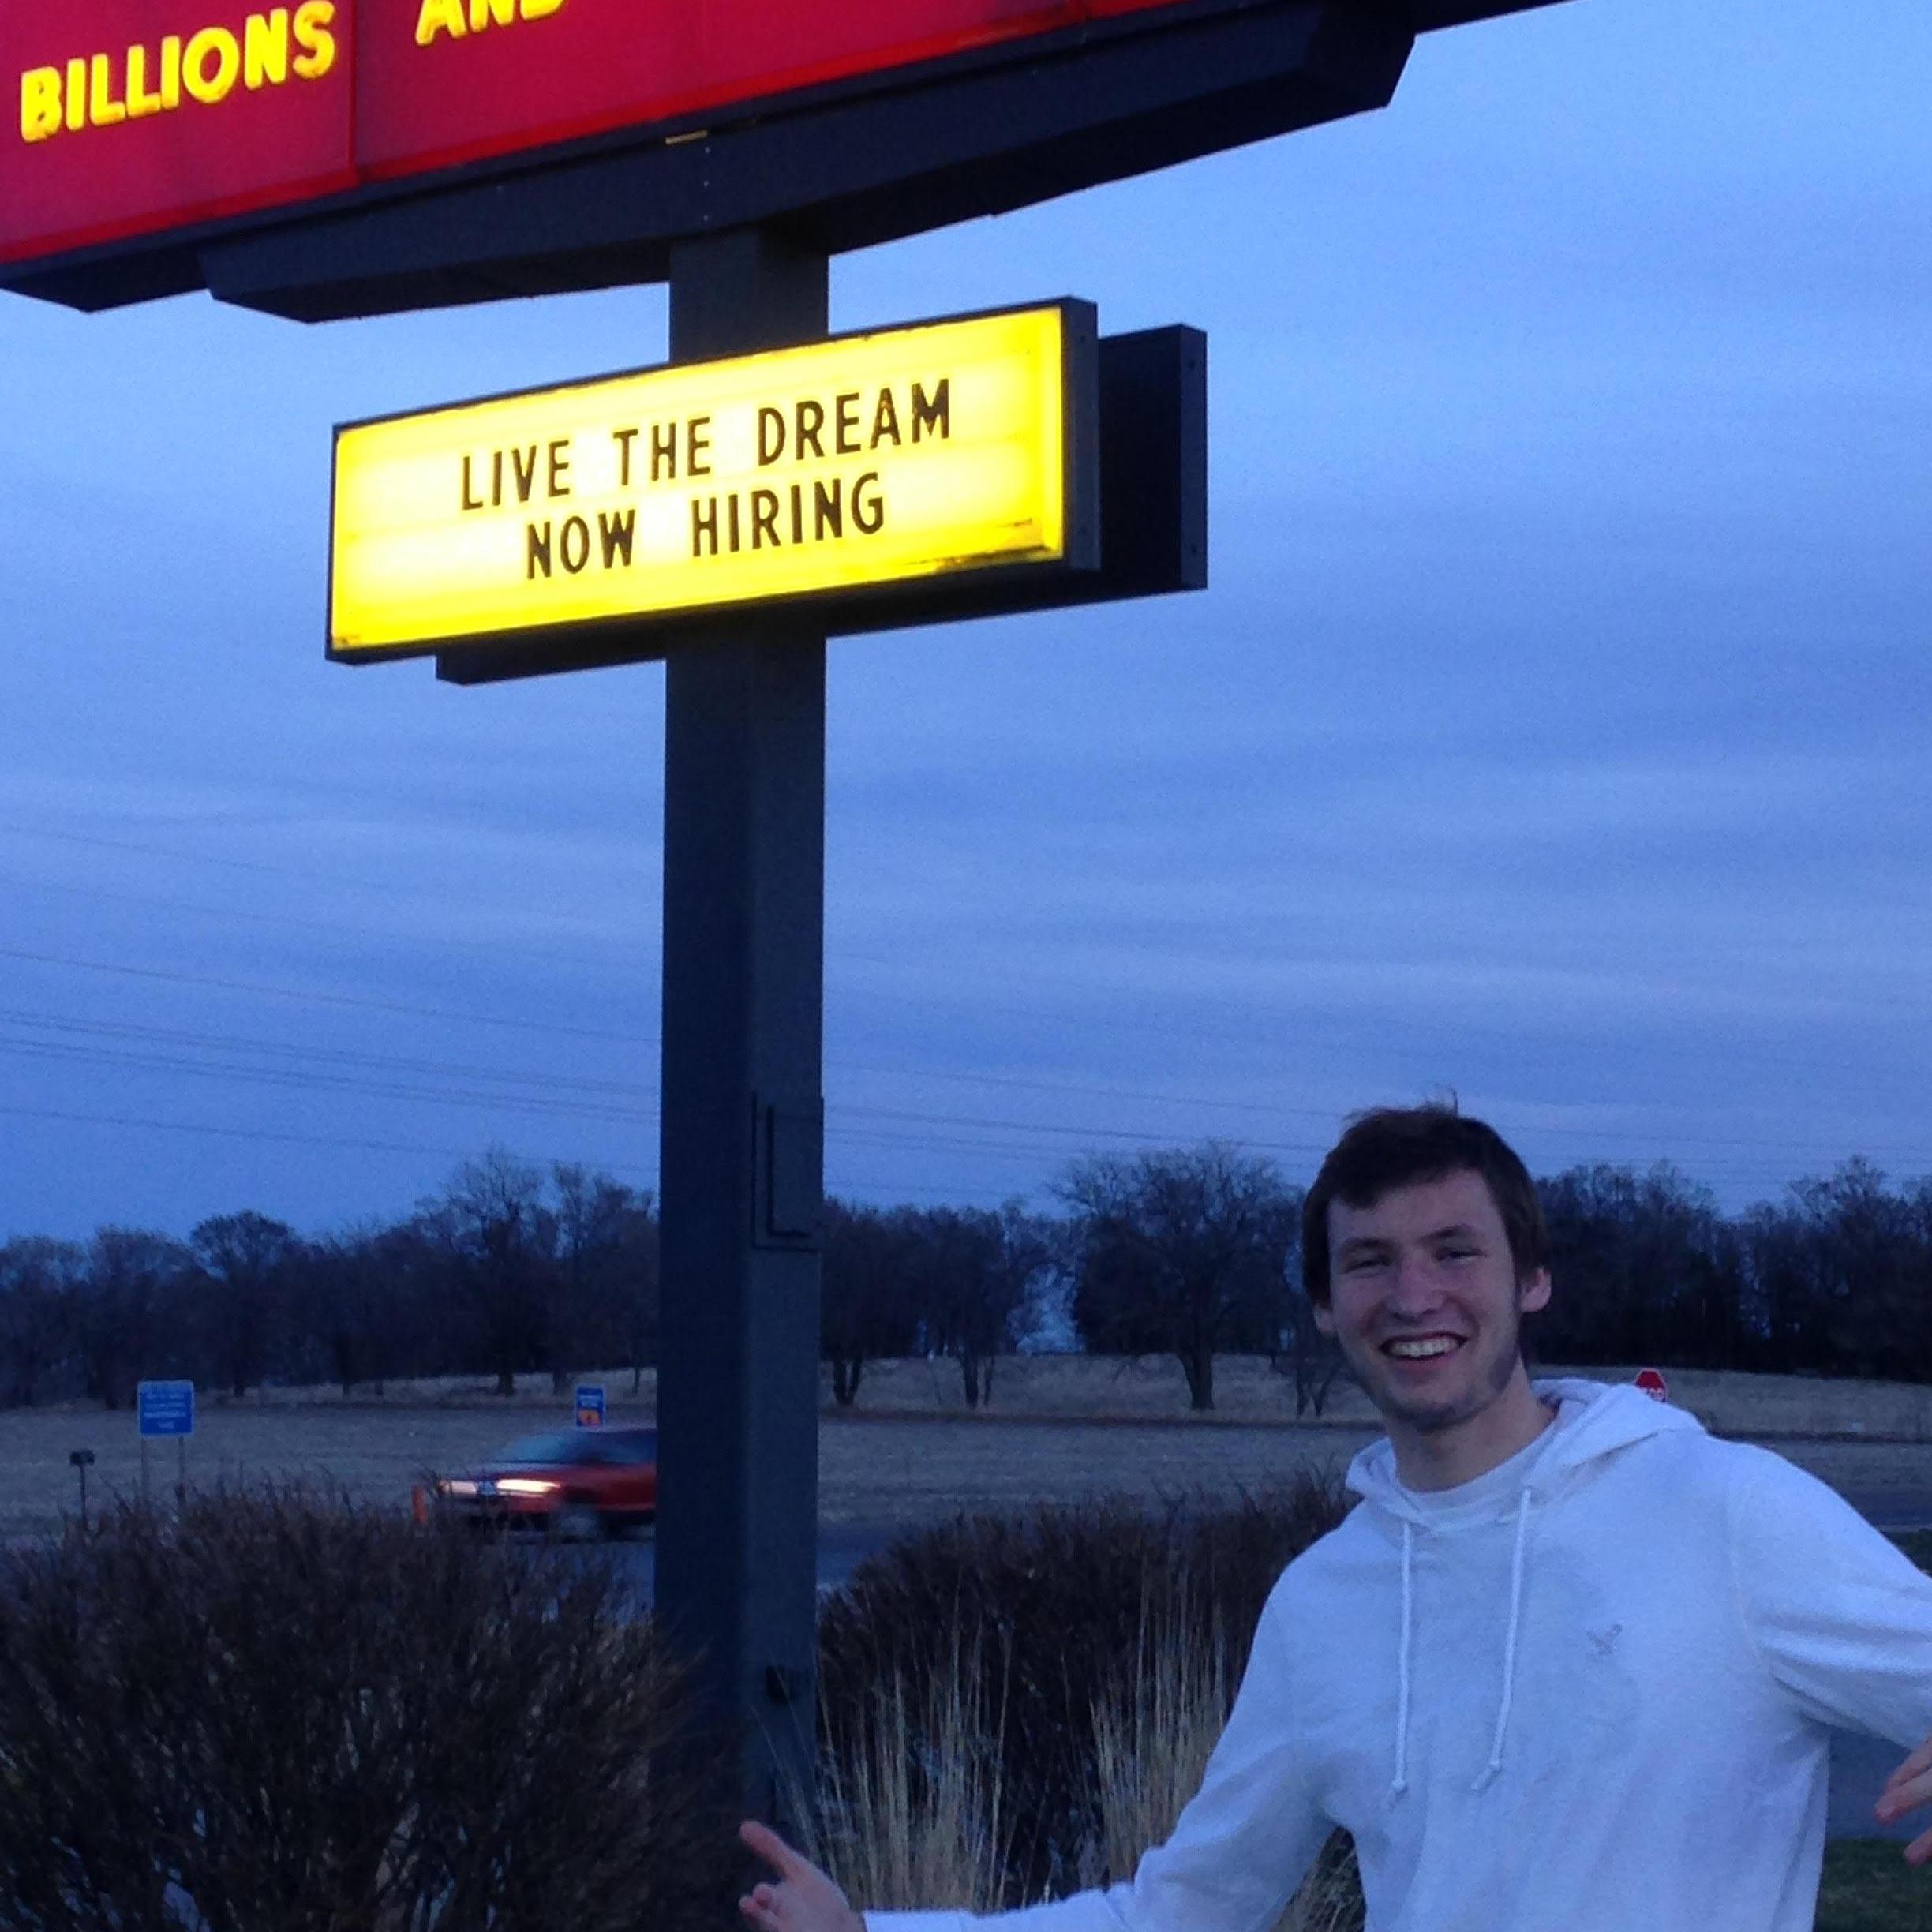 BILLIONS AND
LIVE THE DREAM
NOW HIRING